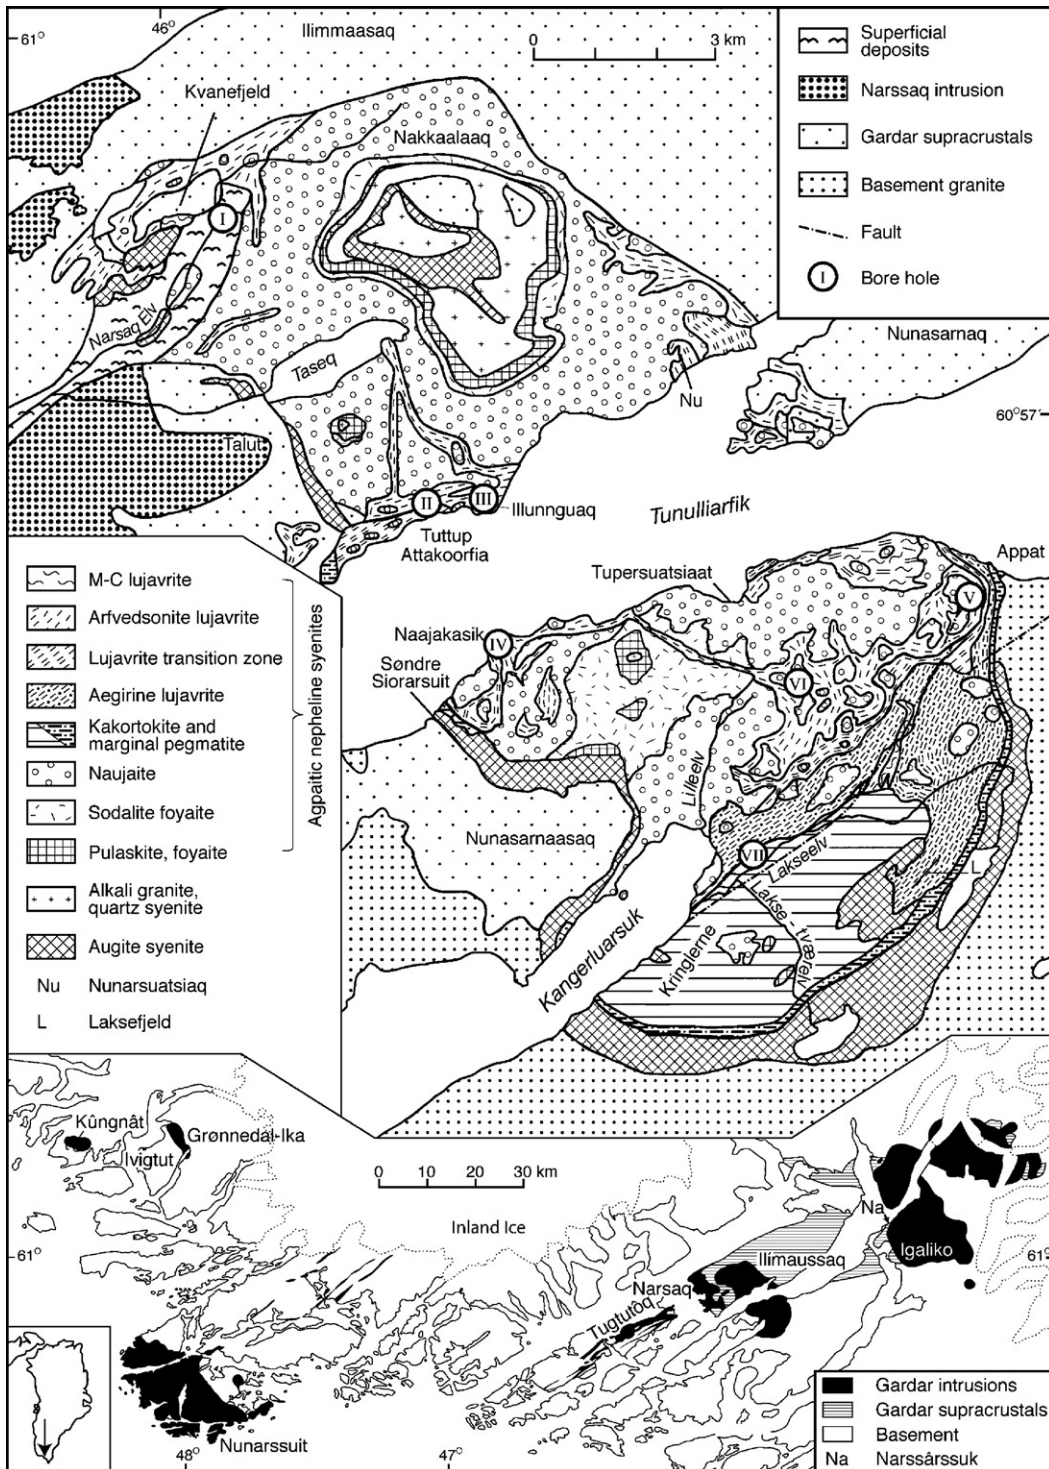 61°
46°
Ilimmaasaq
0
3 km
Kvanefjeld
Nakkaalaaq
I
Narsaq Elv
Taseq
Talut
II
III
Illunnguaq
Tuttup
Attakoorfia
Nu
Nunasarnaq
60°57´
Tunulliarfik
Superficial
deposits
Narssaq intrusion
Gardar supracrustals
Basement granite
Fault
I
Bore hole
M-C lujavrite
Arfvedsonite lujavrite
Lujavrite transition zone
Aegirine lujavrite
Kakortokite and
marginal pegmatite
Naujaite
Sodalite foyaite
Pulaskite, foyaite
Agpaitic nepheline syenites
Alkali granite,
quartz syenite
Augite syenite
Nu Nunarsuatsiaq
L Laksefjeld
Appat
Tupersuatsiaat
V
Naajakasik
IV
Søndre
Siorarsuit
VI
Lilleelv
Nunasarnaasaq
VII
Lakseelv
L
Lakse tværelv
Kangerluarsuk
Kringlerne
Kûngnât
Grønnedal-Ika
Ivigtut
0 10 20 30 km
Inland Ice
Na
Igaliko
61°
61°
Ilímaussaq
Narsaq
Tugtutôq
Nunarssuit
48°
47°
Gardar intrusions
Gardar supracrustals
Basement
Na Narssârssuk